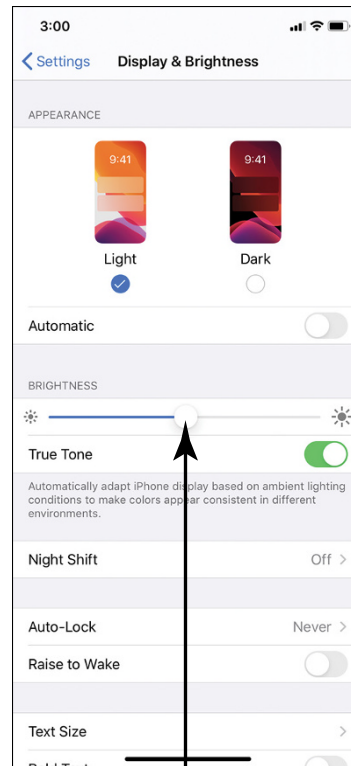 3:00
Settings Display & Brightness
APPEARANCE
9:41 9:41
Light Dark
Automatic
BRIGHTNESS
True Tone
Automatically adapt iPhone display based on ambient lighting
conditions to make colors appear consistent in different
environments.
Night Shift Off
Auto-Lock Never
Raise to Wake
Text Size